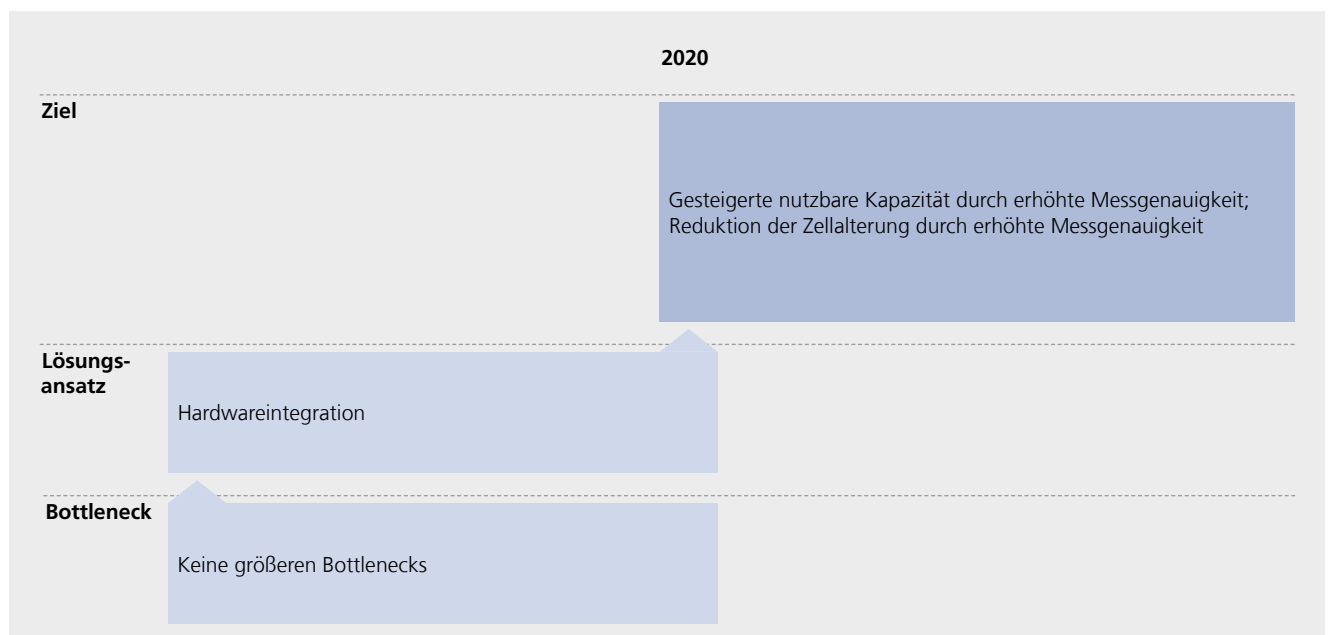 2020
Ziel
Gesteigerte nutzbare Kapazität durch erhöhte Messgenauigkeit;
Reduktion der Zellalterung durch erhöhte Messgenauigkeit
Lösungs-
ansatz
Hardwareintegration
Bottleneck
Keine größeren Bottlenecks